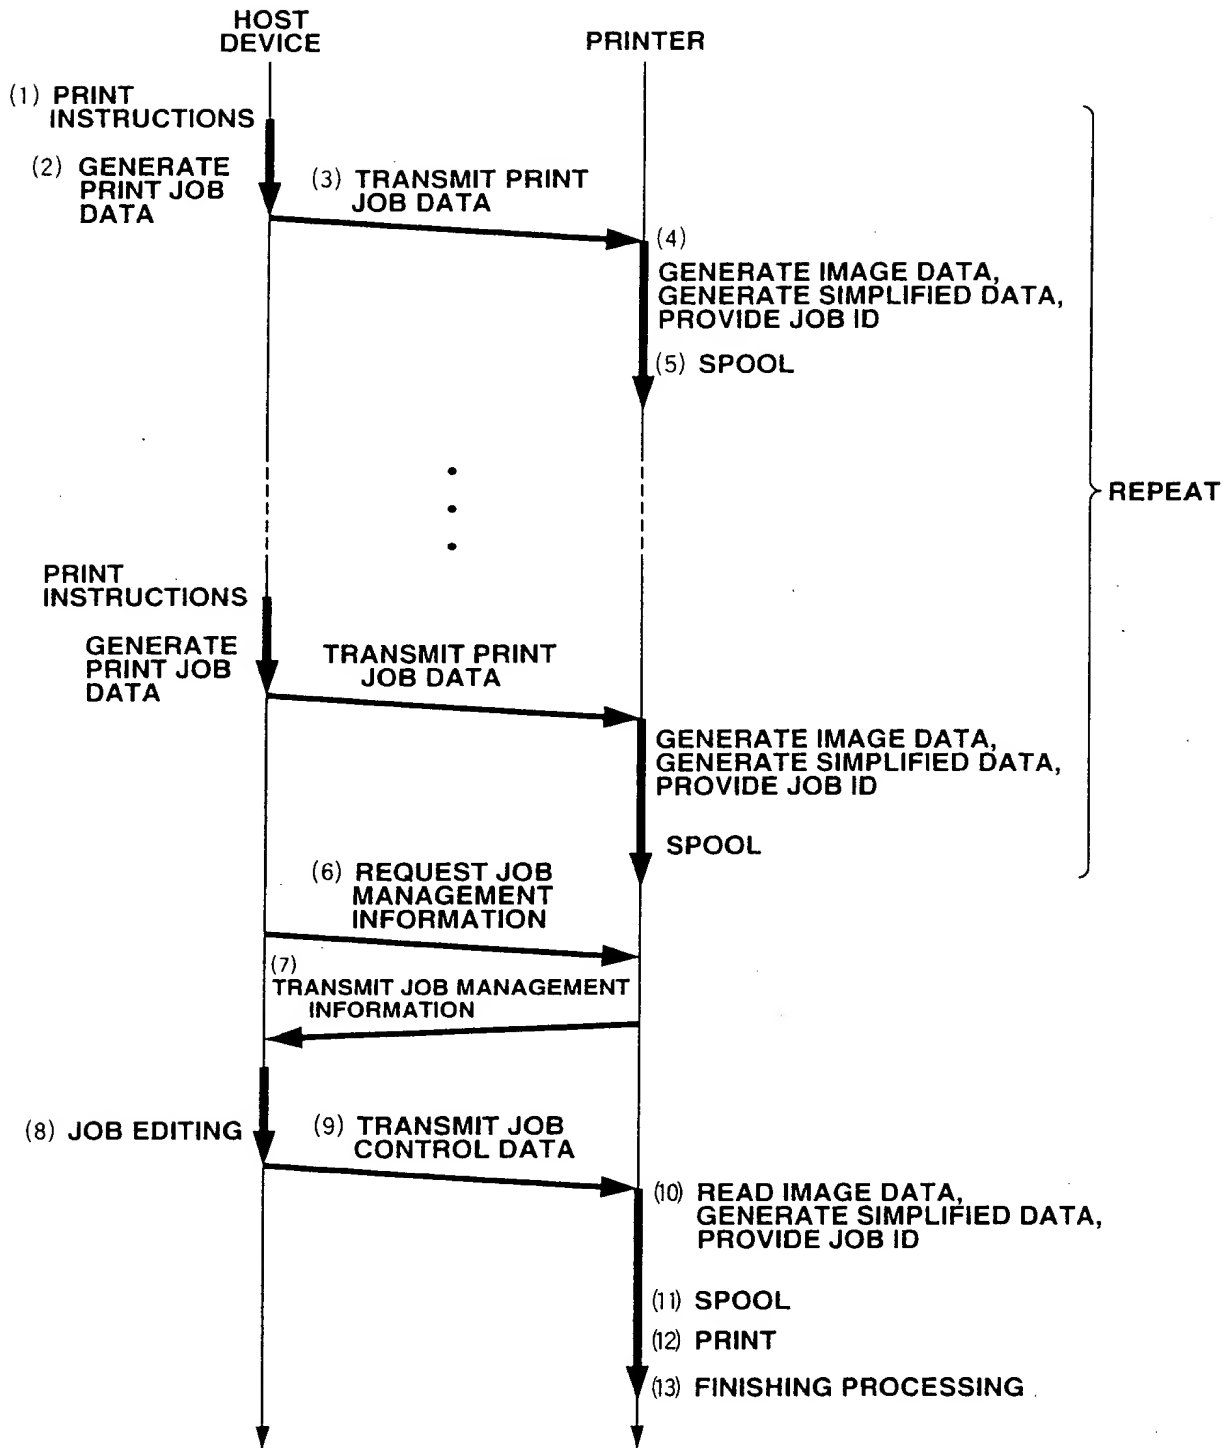 HOST
DEVICE
PRINTER
(1) PRINT
INSTRUCTIONS
(2) GENERATE
PRINT JOB
DATA
(3) TRANSMIT PRINT
JOB DATA
(4)
GENERATE IMAGE DATA,
GENERATE SIMPLIFIED DATA,
PROVIDE JOB ID
(5) SPOOL
REPEAT
PRINT
INSTRUCTIONS
GENERATE
PRINT JOB
DATA
TRANSMIT PRINT
JOB DATA
GENERATE IMAGE DATA,
GENERATE SIMPLIFIED DATA,
PROVIDE JOB ID
SPOOL
(6) REQUEST JOB
MANAGEMENT
INFORMATION
(7)
TRANSMIT JOB MANAGEMENT
INFORMATION
(8) JOB EDITING
(9) TRANSMIT JOB
CONTROL DATA
(10) READ IMAGE DATA,
GENERATE SIMPLIFIED DATA,
PROVIDE JOB ID
(11) SPOOL
(12) PRINT
(13) FINISHING PROCESSING